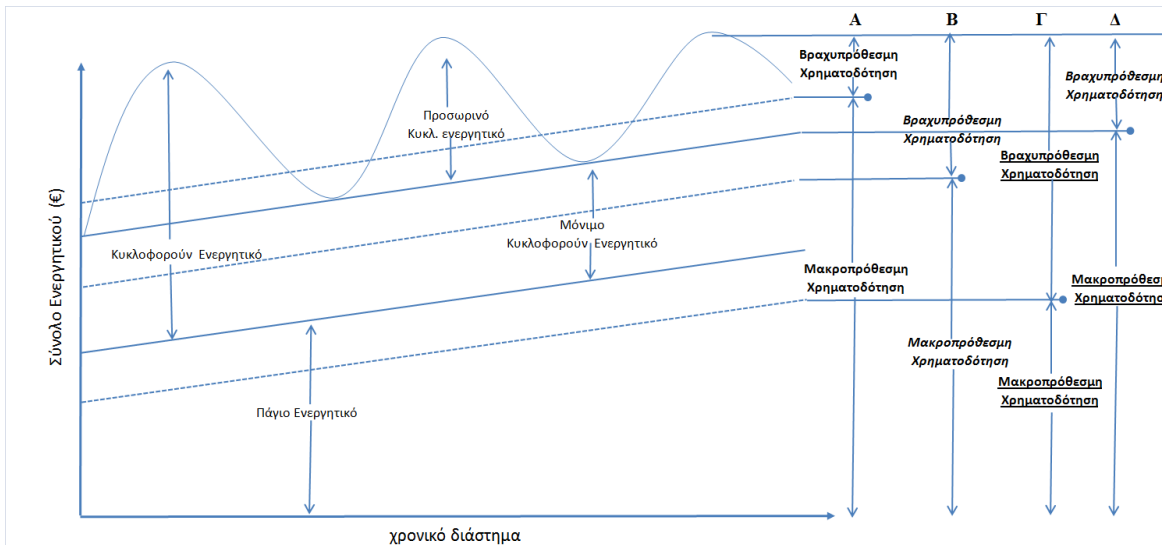 Α
Β
Γ
Δ
Βραχυπρόθεσμη
Χρηματοδότηση
Βραχυπρόθεσμη
Χρηματοδότηση
Προσωρινό
Κυκλ. ενεργητικό
Βραχυπρόθεσμη
Χρηματοδότηση
Βραχυπρόθεσμη
Χρηματοδότηση
Σύνολο Ενεργητικού (€)
Κυκλοφορούν Ενεργητικό
Μόνιμο
Κυκλοφορούν Ενεργητικό
Μακροπρόθεσμη
Χρηματοδότηση
Μακροπρόθεσμη
Χρηματοδότηση
Μακροπρόθεσμη
Χρηματοδότηση
Μακροπρόθεσμη
Χρηματοδότηση
Πάγιο Ενεργητικό
χρονικό διάστημα